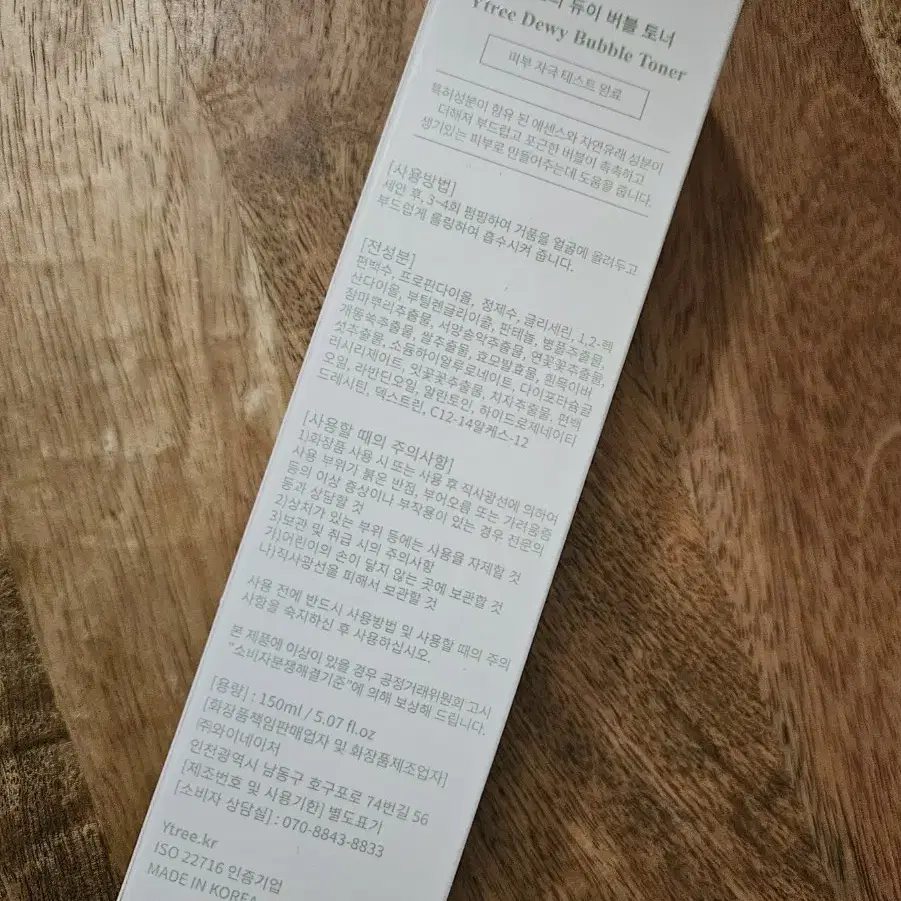 듀이 버블 토너
Ytree Dewy Bubble Toner
피부 자극 테스트 완료
특허성분이 함유 된 에센스와 자연유래 성분이
더해져 부드럽고 포근한 버블이 촉촉하고
생기있는 피부로 만들어주는데 도움을 줍니다.
[사용방법]
세안 후, 3~4회 펌핑하여 거품을 얼굴에 올려두고
부드럽게 롤링하여 흡수시켜 줍니다.
[전성분]
편백수, 프로판다이올, 정제수, 글리세린, 1,2-헥
산다이올, 부틸렌글라이콜, 판테놀, 병풀추출물,
참마뿌리추출물, 서양송악추출물, 연꽃꽃추출물,
개똥쑥추출물, 쌀추출물, 효모발효물, 흰목이버
섯추출물, 소듐하이알루로네이트, 다이포타슘글
리시리제이트, 잇꽃꽃추출물, 치자추출물, 편백
오일, 라반딘오일, 알란토인, 하이드로제네이티
드레시틴, 덱스트린, C12-14알케스-12
[사용할 때의 주의사항]
1)화장품 사용 시 또는 사용 후 직사광선에 의하여
사용 부위가 붉은 반점, 부어오름 또는 가려움증
등의 이상 증상이나 부작용이 있는 경우 전문의
등과 상담할 것
2)상처가 있는 부위 등에는 사용을 자제할 것
3)보관 및 취급 시의 주의사항
가)어린이의 손이 닿지 않는 곳에 보관할 것
나)직사광선을 피해서 보관할 것
사용 전에 반드시 사용방법 및 사용할 때의 주의
사항을 숙지하신 후 사용하십시오.
본 제품에 이상이 있을 경우 공정거래위원회 고시
"소비자분쟁해결기준"에 의해 보상해 드립니다.
[용량] : 150ml / 5.07 fl.oz
[화장품책임판매업자 및 화장품제조업자]
㈜와이네이저
인천광역시 남동구 호구포로 74번길 56
[제조번호 및 사용기한] 별도표기
[소비자 상담실] : 070-8843-8833
Ytree.kr
ISO 22716 인증기업
MADE IN KOREA